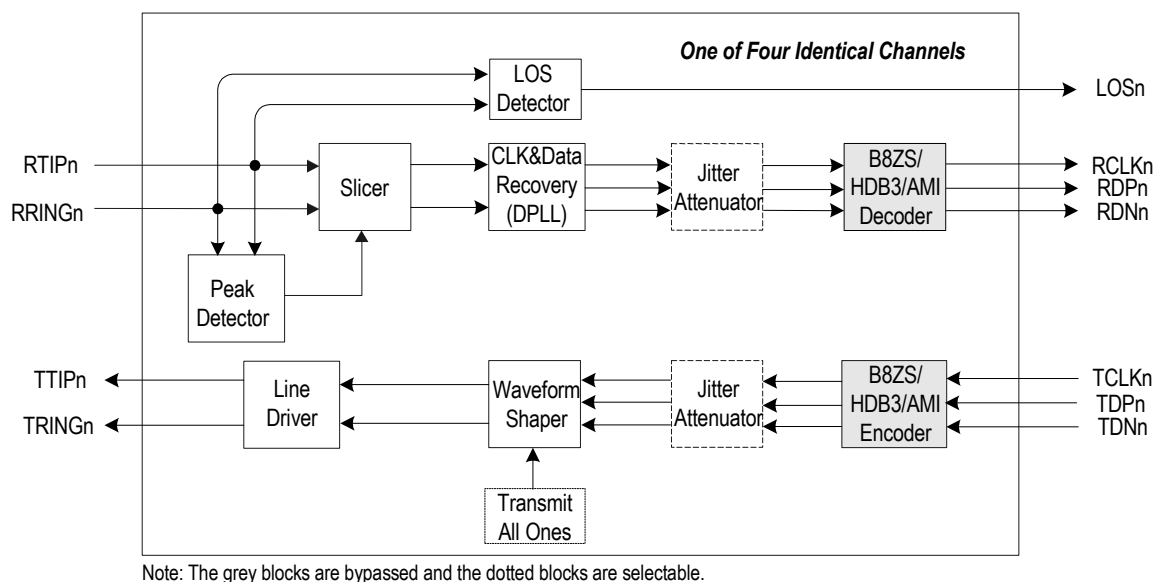 One of Four Identical Channels
LOS
Detector
LOSn
RTIPn
RRINGn
Slicer
CLK&Data
Recovery
(DPLL)
Jitter
Attenuator
B8ZS/
HDB3/AMI
Decoder
RCLKn
RDPn
RDNn
Peak
Detector
TTIPn
TRINGn
Line
Driver
Waveform
Shaper
Jitter
Attenuator
B8ZS/
HDB3/AMI
Encoder
TCLKn
TDPn
TDNn
Transmit
All Ones
Note: The grey blocks are bypassed and the dotted blocks are selectable.